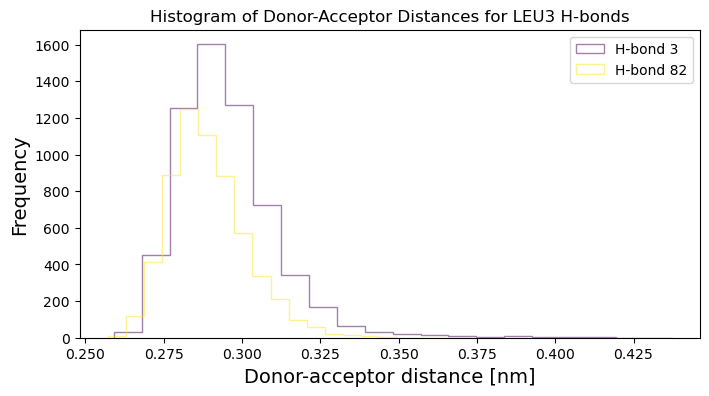 Histogram of Donor-Acceptor Distances for LEU3 H-bonds
H-bond 3
H-bond 82
Frequency
1600
1400
1200
1000
800
600
400
200
0
0.250 0.275 0.300 0.325 0.350 0.375 0.400 0.425
Donor-acceptor distance [nm]